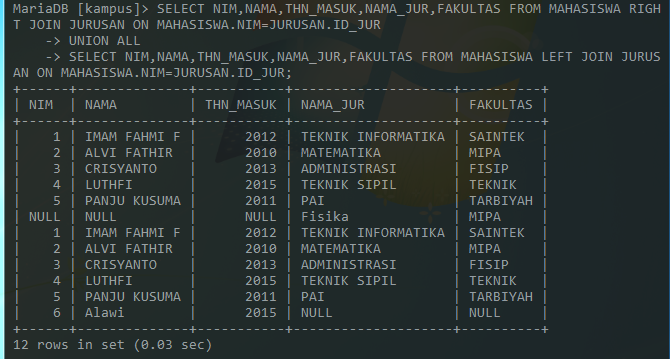 MariaDB [kampus]> SELECT NIM,NAMA,THN_MASUK,NAMA_JUR,FAKULTAS FROM MAHASISWA RIGH
T JOIN JURUSAN ON MAHASISWA.NIM=JURUSAN.ID_JUR
    -> UNION ALL
    -> SELECT NIM,NAMA,THN_MASUK,NAMA_JUR,FAKULTAS FROM MAHASISWA LEFT JOIN JURUS
AN ON MAHASISWA.NIM=JURUSAN.ID_JUR;
+------+--------------+-----------+--------------------+----------+
| NIM  | NAMA         | THN_MASUK | NAMA_JUR           | FAKULTAS |
+------+--------------+-----------+--------------------+----------+
|    1 | IMAM FAHMI F |      2012 | TEKNIK INFORMATIKA | SAINTEK  |
|    2 | ALVI FATHIR  |      2010 | MATEMATIKA         | MIPA     |
|    3 | CRISYANTO    |      2013 | ADMINISTRASI       | FISIP    |
|    4 | LUTHFI       |      2015 | TEKNIK SIPIL       | TEKNIK   |
|    5 | PANJU KUSUMA |      2011 | PAI                | TARBIYAH |
| NULL | NULL         |      NULL | Fisika             | MIPA     |
|    1 | IMAM FAHMI F |      2012 | TEKNIK INFORMATIKA | SAINTEK  |
|    2 | ALVI FATHIR  |      2010 | MATEMATIKA         | MIPA     |
|    3 | CRISYANTO    |      2013 | ADMINISTRASI       | FISIP    |
|    4 | LUTHFI       |      2015 | TEKNIK SIPIL       | TEKNIK   |
|    5 | PANJU KUSUMA |      2011 | PAI                | TARBIYAH |
|    6 | Alawi        |      2015 | NULL               | NULL     |
+------+--------------+-----------+--------------------+----------+
12 rows in set (0.03 sec)